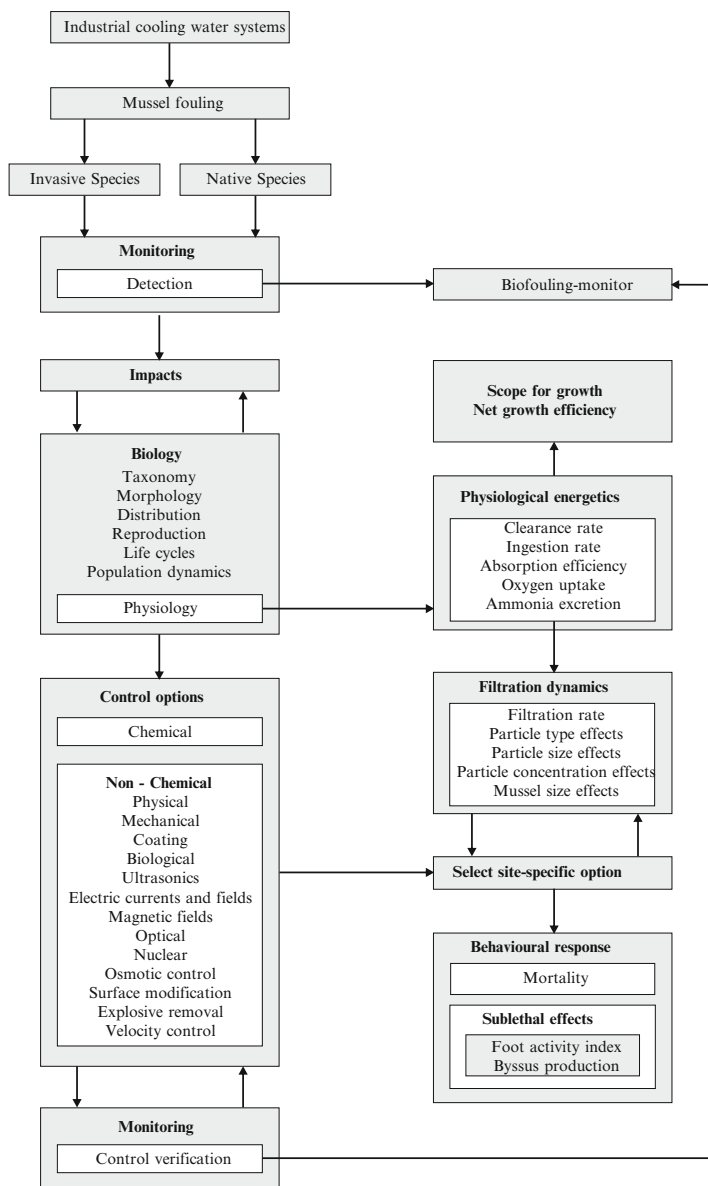 Industrial cooling water systems
Mussel fouling
Invasive Species
Native Species
Monitoring
Detection
Biofouling-monitor
Impacts
Scope for growth
Net growth efficiency
Biology
Taxonomy
Morphology
Distribution
Reproduction
Life cycles
Population dynamics
Physiology
Physiological energetics
Clearance rate
Ingestion rate
Absorption efficiency
Oxygen uptake
Ammonia excretion
Control options
Chemical
Non - Chemical
Physical
Mechanical
Coating
Biological
Ultrasonics
Electric currents and fields
Magnetic fields
Optical
Nuclear
Osmotic control
Surface modification
Explosive removal
Velocity control
Filtration dynamics
Filtration rate
Particle type effects
Particle size effects
Particle concentration effects
Mussel size effects
Select site-specific option
Behavioural response
Mortality
Sublethal effects
Foot activity index
Byssus production
Monitoring
Control verification